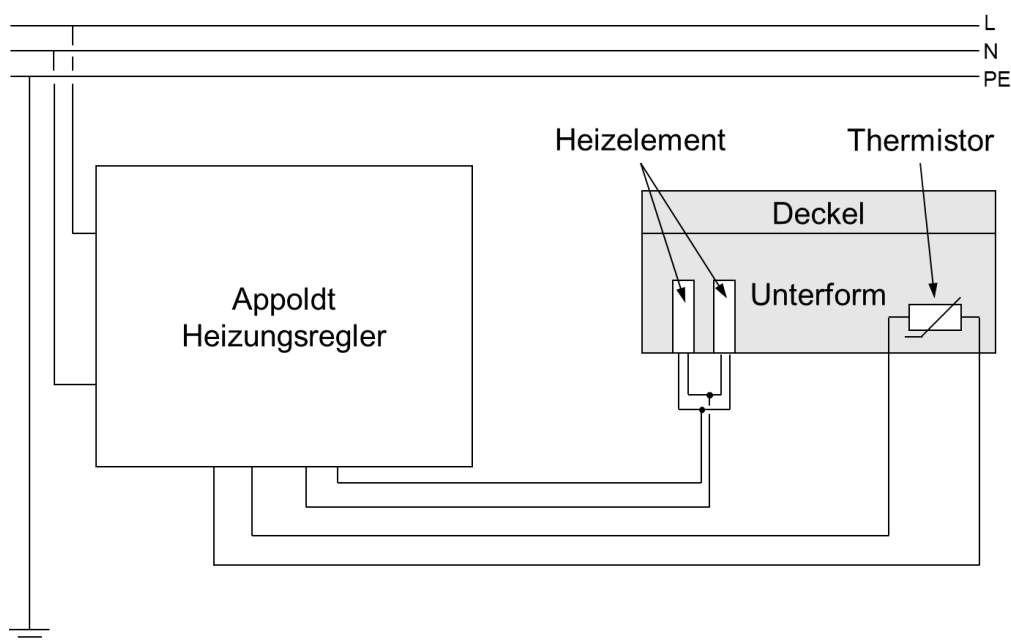 L
N
PE
Heizelement
Thermistor
Deckel
Unterform
Appoldt
Heizungsregler